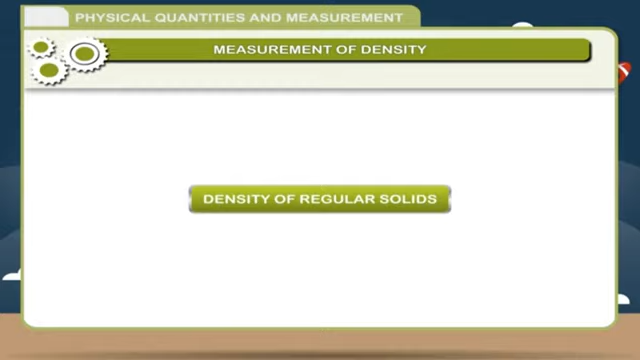 PHYSICAL QUANTITIES AND MEASUREMENT
MEASUREMENT OF DENSITY
DENSITY OF REGULAR SOLIDS